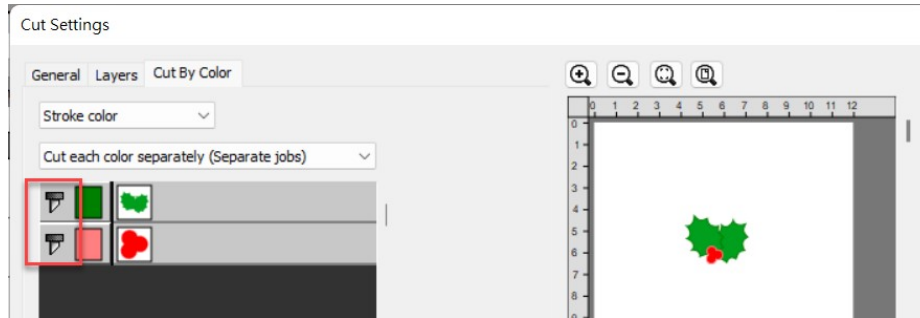 Cut Settings
General Layers Cut By Color
Stroke color
Cut each color separately (Separate jobs)
0 1 2 3 4 5 6 7 8 9 10 11 12
0
1
2
3
4
5
6
7
8
9